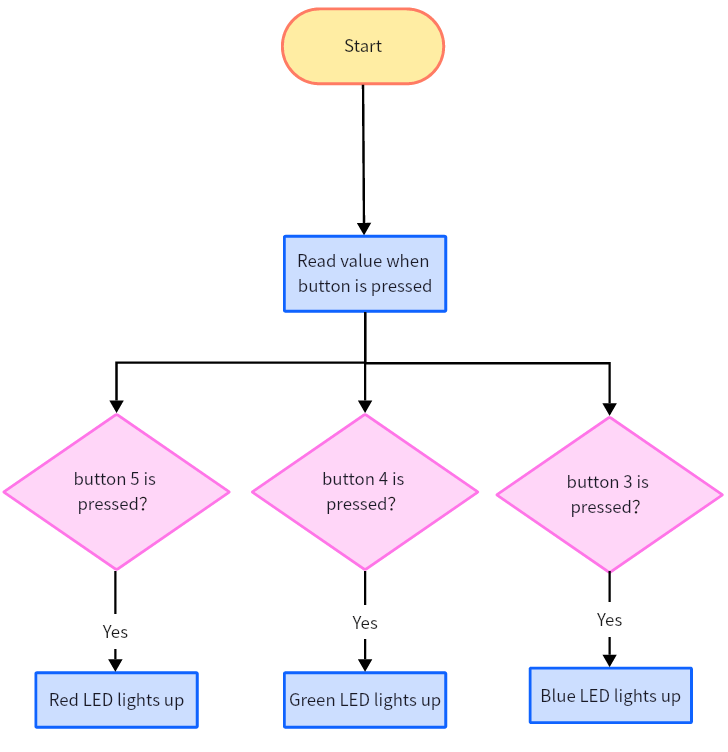 Start
Read value when
button is pressed
button 5 is
pressed?
button 4 is
pressed?
button 3 is
pressed?
Yes
Yes
Yes
Red LED lights up
Green LED lights up
Blue LED lights up